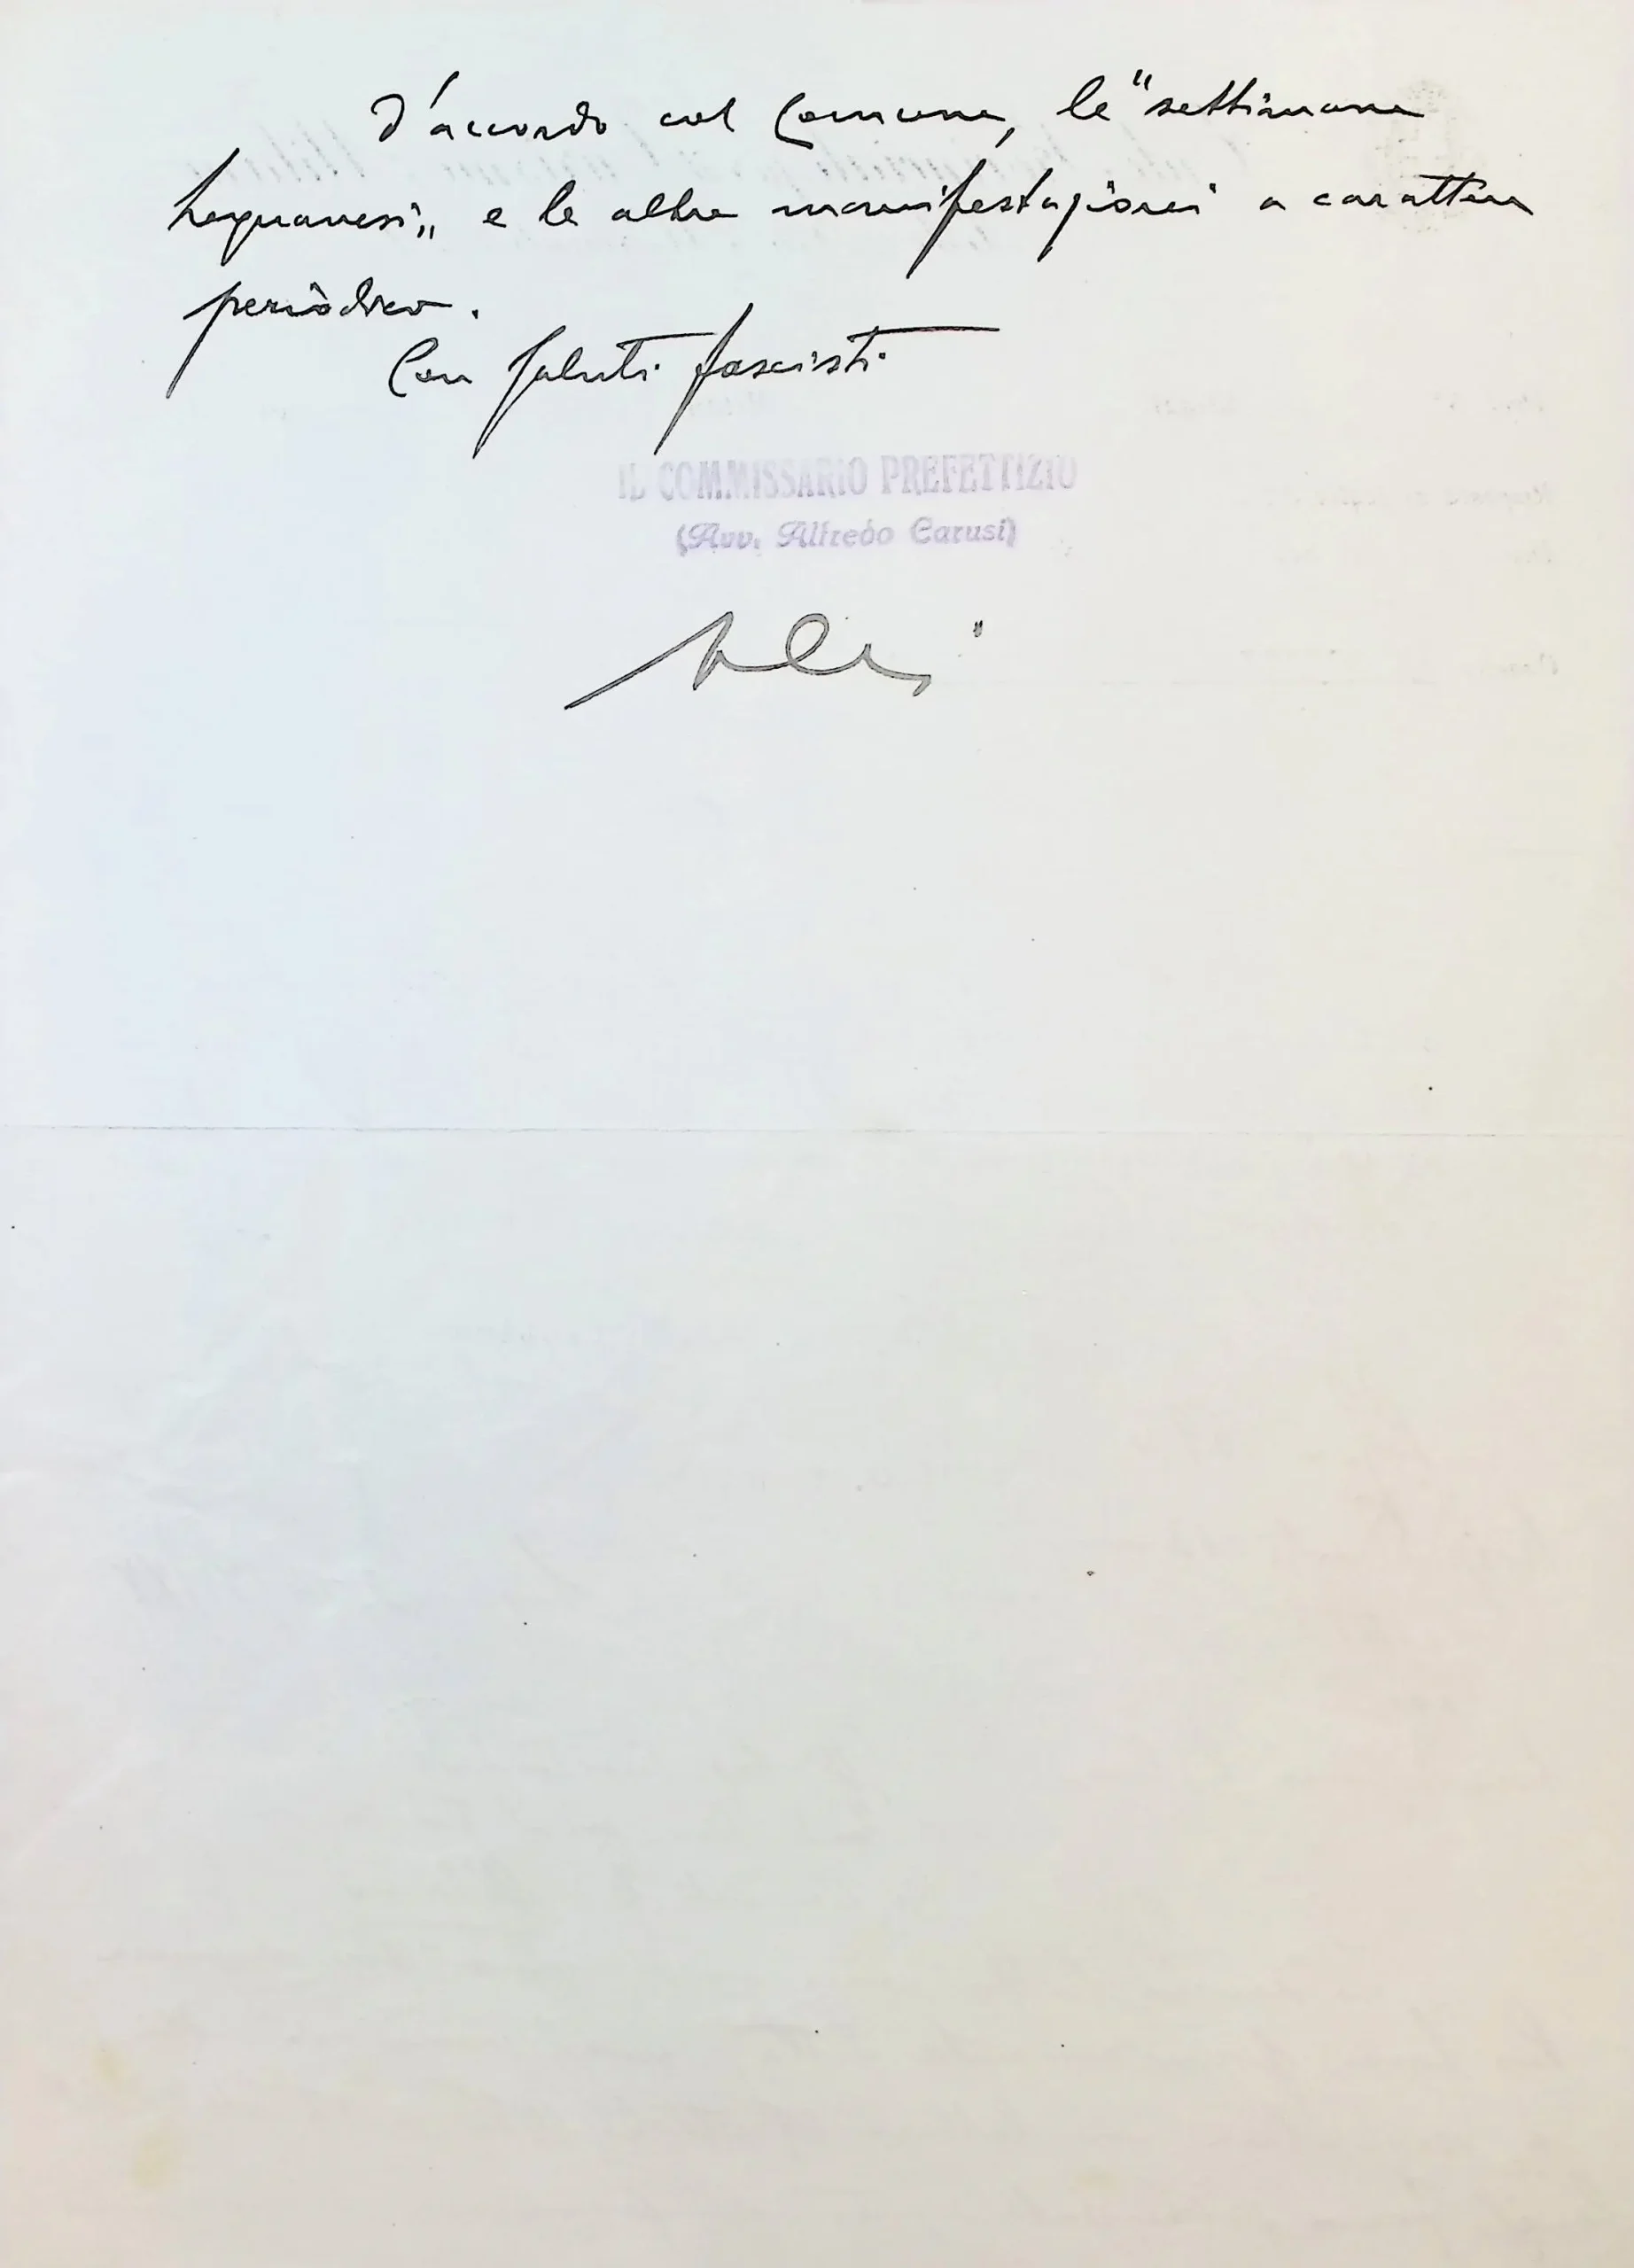 d'accordo col Comune, le "settimane
Legnanesi„ e le altre manifestazioni a carattere
periodico.
Con saluti fascisti
IL COMMISSARIO PREFETTIZIO
(Avv. Alfredo Carusi)